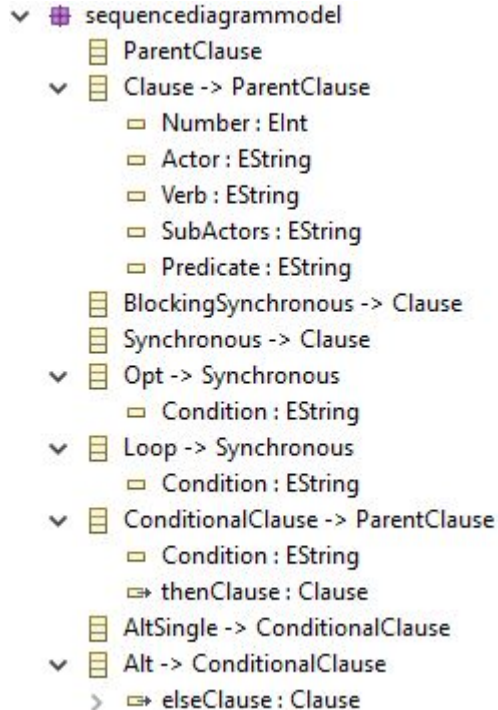 sequencediagrammodel
ParentClause
Clause -> ParentClause
Number : EInt
Actor : EString
Verb : EString
SubActors : EString
Predicate : EString
BlockingSynchronous -> Clause
Synchronous -> Clause
Opt -> Synchronous
Condition : EString
Loop -> Synchronous
Condition : EString
ConditionalClause -> ParentClause
Condition : EString
thenClause : Clause
AltSingle -> ConditionalClause
Alt -> ConditionalClause
elseClause : Clause